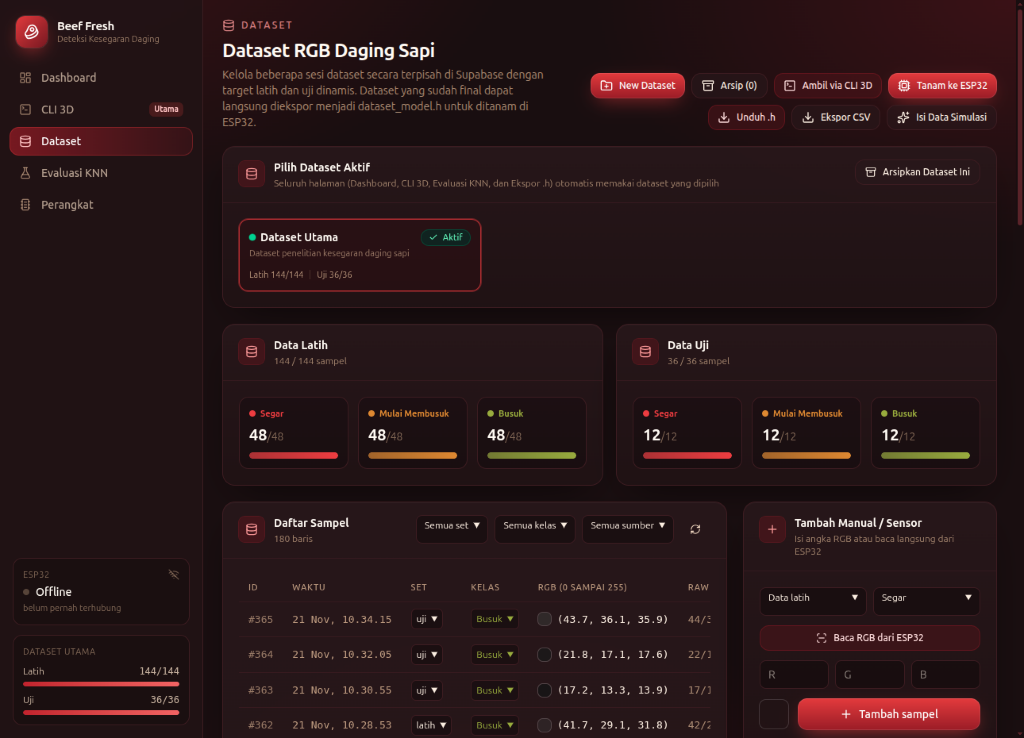 Beef Fresh
Deteksi Kesegaran Daging
Dashboard
CLI 3D
Utama
Dataset
Evaluasi KNN
Perangkat
ESP32
Offline
belum pernah terhubung
DATASET UTAMA
Latih 144/144
Uji 36/36
DATASET
Dataset RGB Daging Sapi
Kelola beberapa sesi dataset secara terpisah di Supabase dengan
target latih dan uji dinamis. Dataset yang sudah final dapat
langsung diekspor menjadi dataset_model.h untuk ditanam di
ESP32.
New Dataset
Arsip (0)
Ambil via CLI 3D
Tanam ke ESP32
Unduh .h
Ekspor CSV
Isi Data Simulasi
Pilih Dataset Aktif
Seluruh halaman (Dashboard, CLI 3D, Evaluasi KNN, dan Ekspor .h) otomatis memakai dataset yang dipilih
Arsipkan Dataset Ini
Dataset Utama
Aktif
Dataset penelitian kesegaran daging sapi
Latih 144/144 Uji 36/36
Data Latih
144 / 144 sampel
Segar
48/48
Mulai Membusuk
48/48
Busuk
48/48
Data Uji
36 / 36 sampel
Segar
12/12
Mulai Membusuk
12/12
Busuk
12/12
Daftar Sampel
180 baris
Semua set
Semua kelas
Semua sumber
ID WAKTU SET KELAS RGB (0 SAMPAI 255) RAW
#365 21 Nov, 10.34.15 uji Busuk (43.7, 36.1, 35.9)
#364 21 Nov, 10.32.05 uji Busuk (21.8, 17.1, 17.6)
#363 21 Nov, 10.30.55 uji Busuk (17.2, 13.3, 13.9)
#362 21 Nov, 10.28.53 latih Busuk (41.7, 29.1, 31.8)
Tambah Manual / Sensor
Isi angka RGB atau baca langsung dari
ESP32
Data latih
Segar
Baca RGB dari ESP32
R G B
+ Tambah sampel